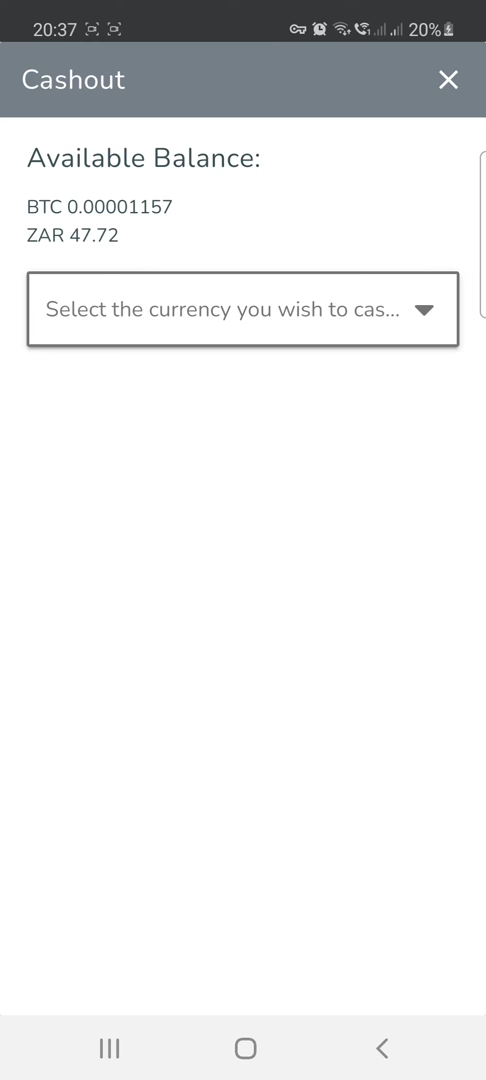 20:37
20%
Cashout
Available Balance:
BTC 0.00001157
ZAR 47.72
Select the currency you wish to cas...